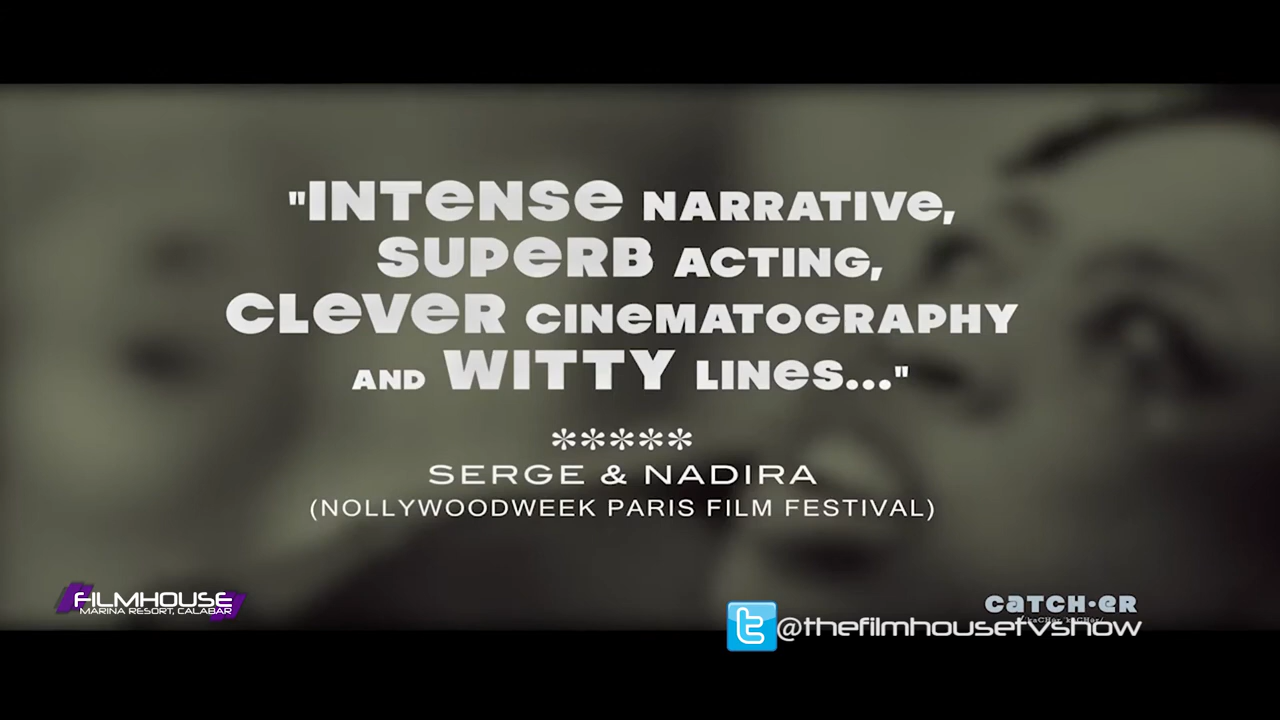 "INTENSE NARRATIVE,
SUPERB ACTING,
CLEVER CINEMATOGRAPHY
AND WITTY LINES..."
*****
SERGE & NADIRA
(NOLLYWOODWEEK PARIS FILM FESTIVAL)
FILMHOUSE
MARINA RESORT, CALABAR
CATCH•ER
@thefilmhousetvshow